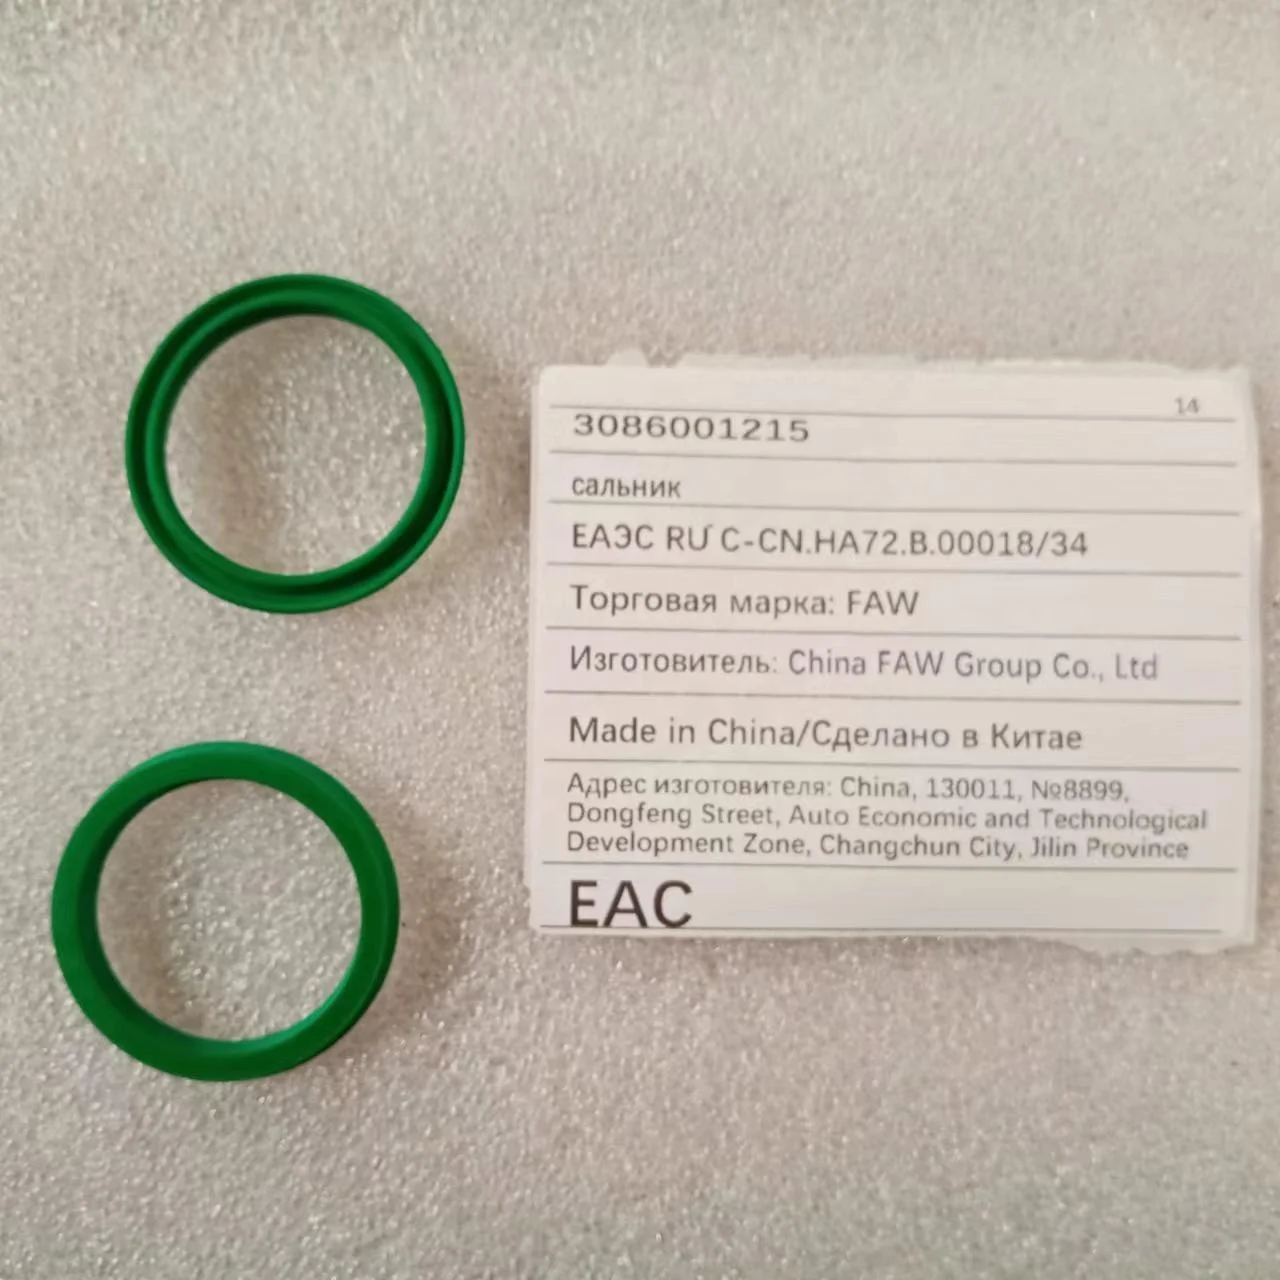 14
3086001215
сальник
ЕАЭС RU С-CN.НА72.В.00018/34
Торговая марка: FAW
Изготовитель: China FAW Group Co., Ltd
Made in China/Сделано в Китае
Адрес изготовителя: China, 130011, №8899,
Dongfeng Street, Auto Economic and Technological
Development Zone, Changchun City, Jilin Province
EAC